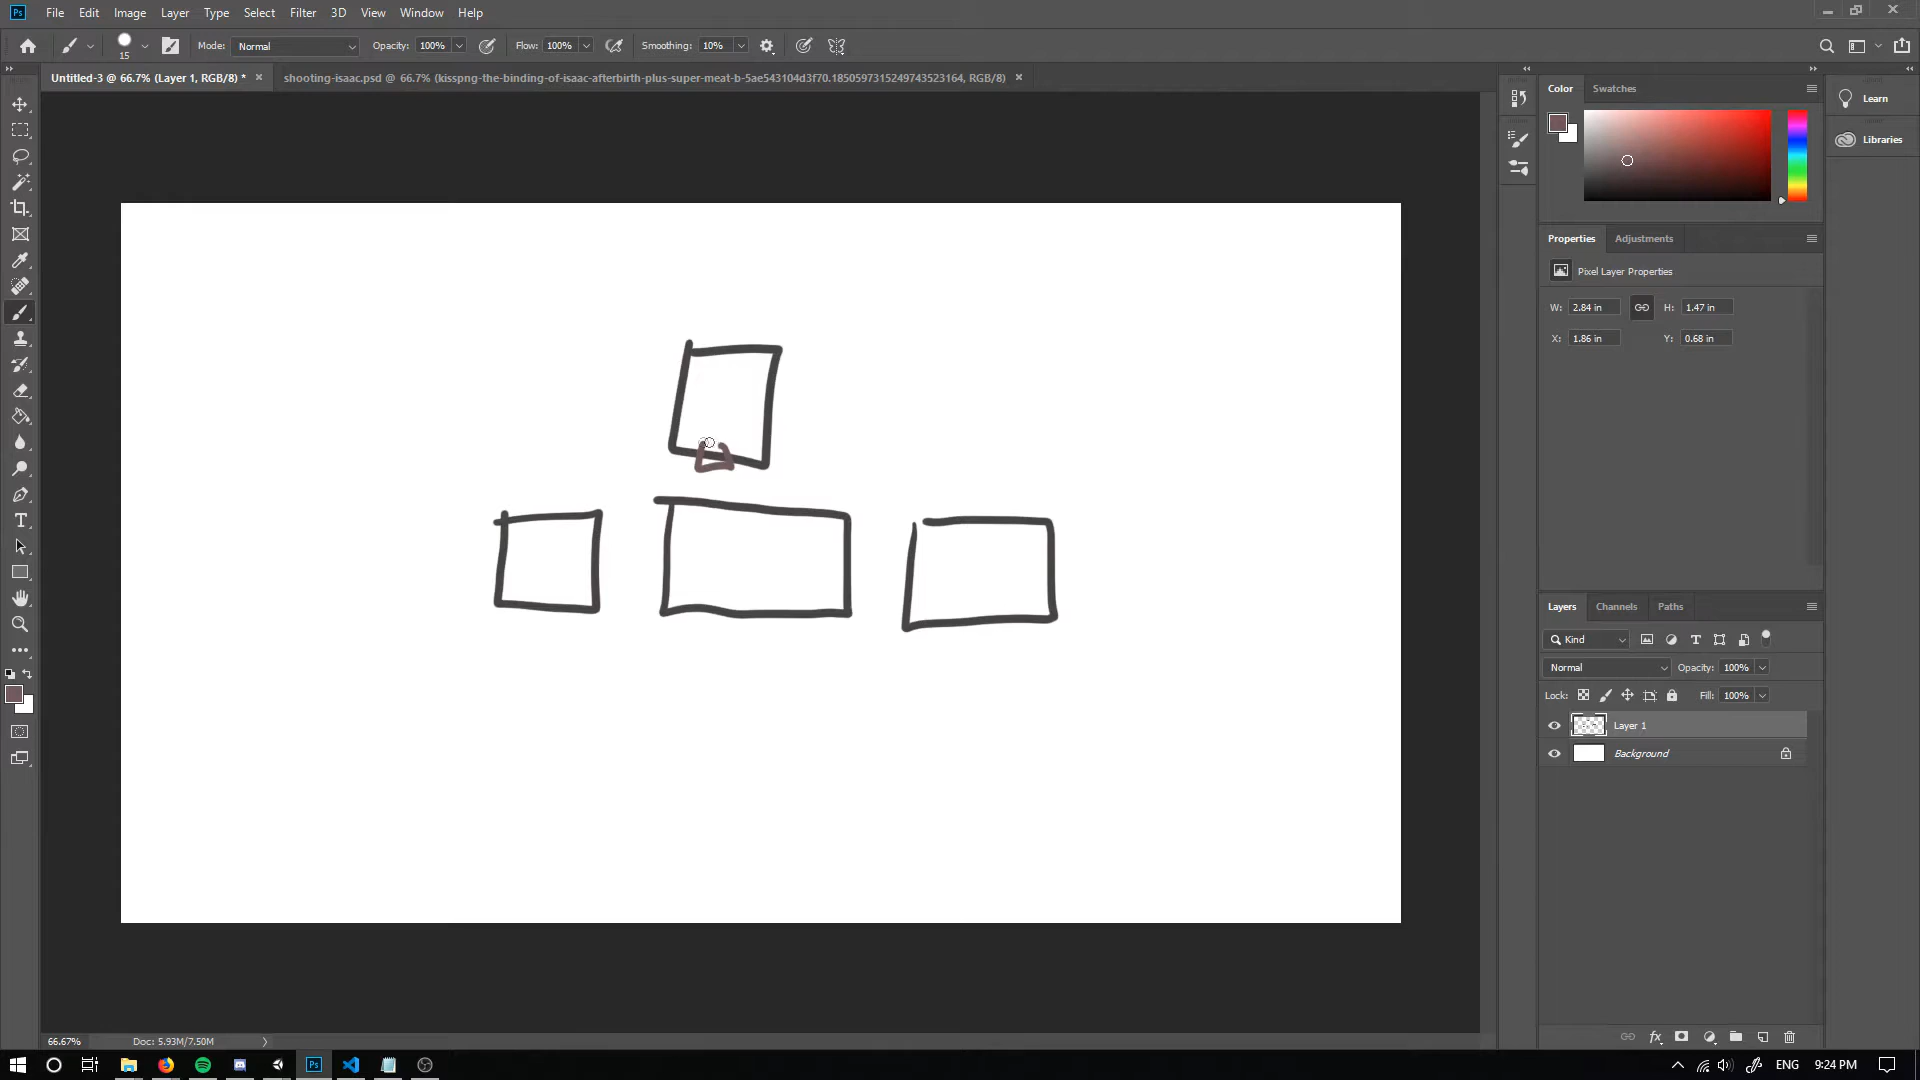 Ps File Edit Image Layer Type Select Filter 3D View Window Help
15 Mode: Normal Opacity: 100% Flow: 100% Smoothing: 10%
Untitled-3 @ 66.7% (Layer 1, RGB/8) * × shooting-isaac.psd @ 66.7% (kisspng-the-binding-of-isaac-afterbirth-plus-super-meat-b-5ae543104d3f70.1850597315249743523164, RGB/8) ×
Color Swatches
Learn
Libraries
Properties Adjustments
Pixel Layer Properties
W: 2.84 in H: 1.47 in
X: 1.86 in Y: 0.68 in
Layers Channels Paths
Kind
Normal Opacity: 100%
Lock: Fill: 100%
Layer 1
Background
66.67% Doc: 5.93M/7.50M
Ps ENG 9:24 PM